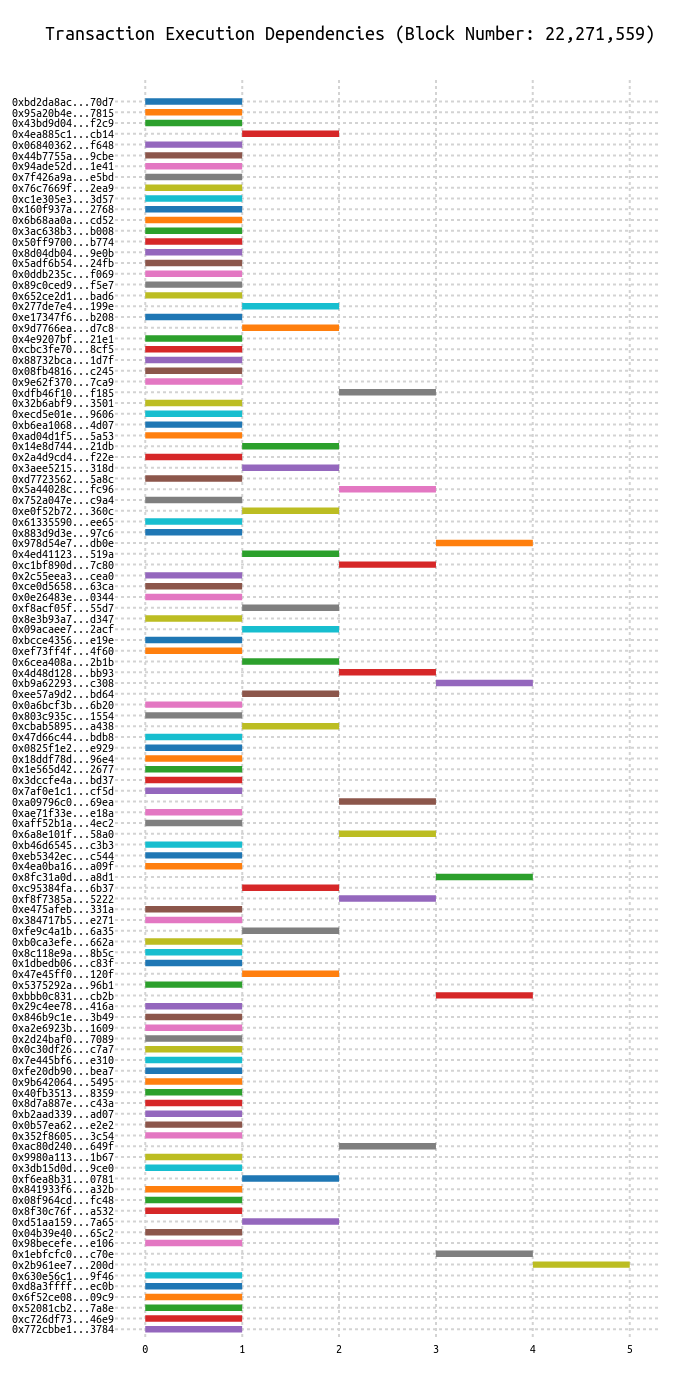 Transaction Execution Dependencies (Block Number: 22,271,559)
0xbd2da8ac...70d7
0x95a20b4e...7815
0x43bd9d04...f2c9
0x4ea885c1...cb14
0x06840362...f648
0x44b7755a...9cbe
0x94ade52d...1e41
0x7f426a9a...e5bd
0x76c7669f...2ea9
0xc1e305e3...3d57
0x160f937a...2768
0x6b68aa0a...cd52
0x3ac638b3...b008
0x50ff9700...b774
0x8d04db04...9e0b
0x5adf6b54...24fb
0x0ddb235c...f069
0x89c0ced9...f5e7
0x652ce2d1...bad6
0x277de7e4...199e
0xe17347f6...b208
0x9d7766ea...d7c8
0x4e9207bf...21e1
0xcbc3fe70...8cf5
0x88732bca...1d7f
0x08fb4816...c245
0x9e62f370...7ca9
0xdfb46f10...f185
0x32b6abf9...3501
0xecd5e01e...9606
0xb6ea1068...4d07
0xad04d1f5...5a53
0x14e8d744...21db
0x2a4d9cd4...f22e
0x3aee5215...318d
0xd7723562...5a8c
0x5a44028c...fc96
0x752a047e...c9a4
0xe0f52b72...360c
0x61335590...ee65
0x883d9d3e...97c6
0x978d54e7...db0e
0x4ed41123...519a
0xc1bf890d...7c80
0x2c55eea3...cea0
0xce0d5658...63ca
0x0e26483e...0344
0xf8acf05f...55d7
0x8e3b93a7...d347
0x09acaee7...2acf
0xbcce4356...e19e
0xef73ff4f...4f60
0x6cea408a...2b1b
0x4d48d128...bb93
0xb9a62293...c308
0xee57a9d2...bd64
0x0a6bcf3b...6b20
0x803c935c...1554
0xcbab5895...a438
0x47d66c44...bdb8
0x0825f1e2...e929
0x18ddf78d...96e4
0x1e565d42...2677
0x3dccfe4a...bd37
0x7af0e1c1...cf5d
0xa09796c0...69ea
0xae71f33e...e18a
0xaff52b1a...4ec2
0x6a8e101f...58a0
0xb46d6545...c3b3
0xeb5342ec...c544
0x4ea0ba16...a09f
0x8fc31a0d...a8d1
0xc95384fa...6b37
0xf8f7385a...5222
0xe475afeb...331a
0x384717b5...e271
0xfe9c4a1b...6a35
0xb0ca3efe...662a
0x8c118e9a...8b5c
0x1dbedb06...c83f
0x47e45ff0...120f
0x5375292a...96b1
0xbbb0c831...cb2b
0x29c4ee78...416a
0x846b9c1e...3b49
0xa2e6923b...1609
0x2d24baf0...7089
0x0c30df26...c7a7
0x7e445bf6...e310
0xfe20db90...bea7
0x9b642064...5495
0x40fb3513...8359
0x8d7a887e...c43a
0xb2aad339...ad07
0x0b57ea62...e2e2
0x352f8605...3c54
0xac80d240...649f
0x9980a113...1b67
0x3db15d0d...9ce0
0xf6ea8b31...0781
0x841933f6...a32b
0x08f964cd...fc48
0x8f30c76f...a532
0xd51aa159...7a65
0x04b39e40...65c2
0x98becefe...e106
0x1ebfcfc0...c70e
0x2b961ee7...200d
0x630e56c1...9f46
0xd8a3ffff...ec0b
0x6f52ce08...09c9
0x52081cb2...7a8e
0xc726df73...46e9
0x772cbbe1...3784
0 1 2 3 4 5